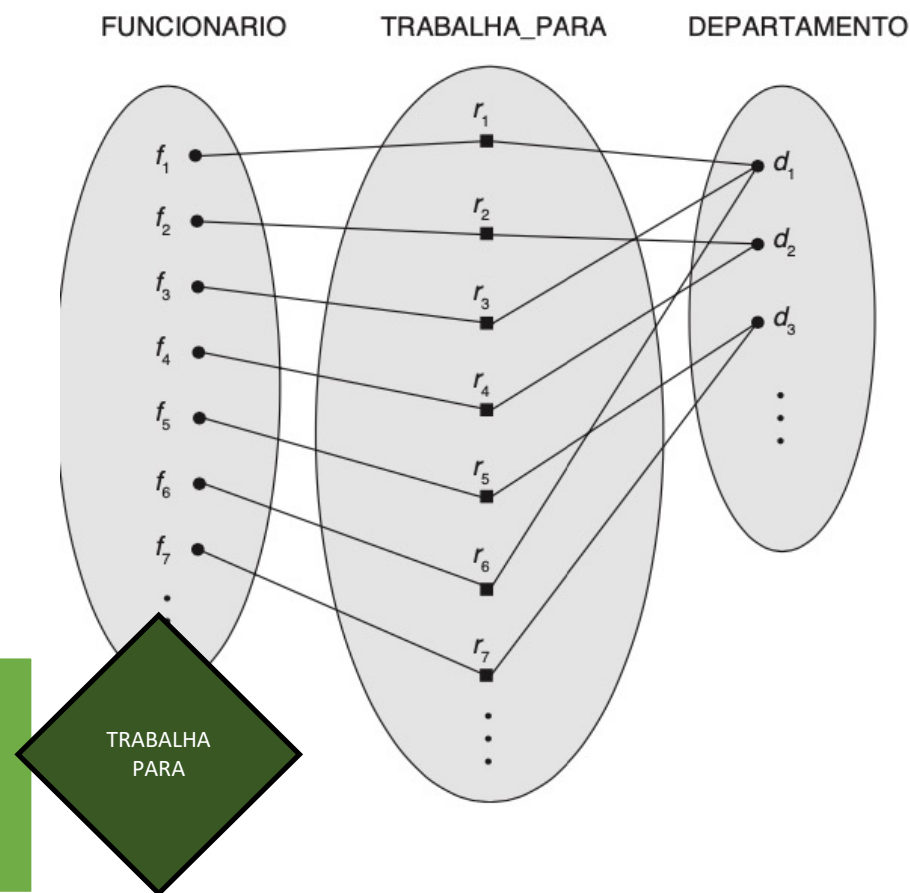 FUNCIONARIO TRABALHA_PARA DEPARTAMENTO
f₁
f₂
f₃
f₄
f₅
f₆
f₇
r₁
r₂
r₃
r₄
r₅
r₆
r₇
d₁
d₂
d₃
TRABALHA
PARA